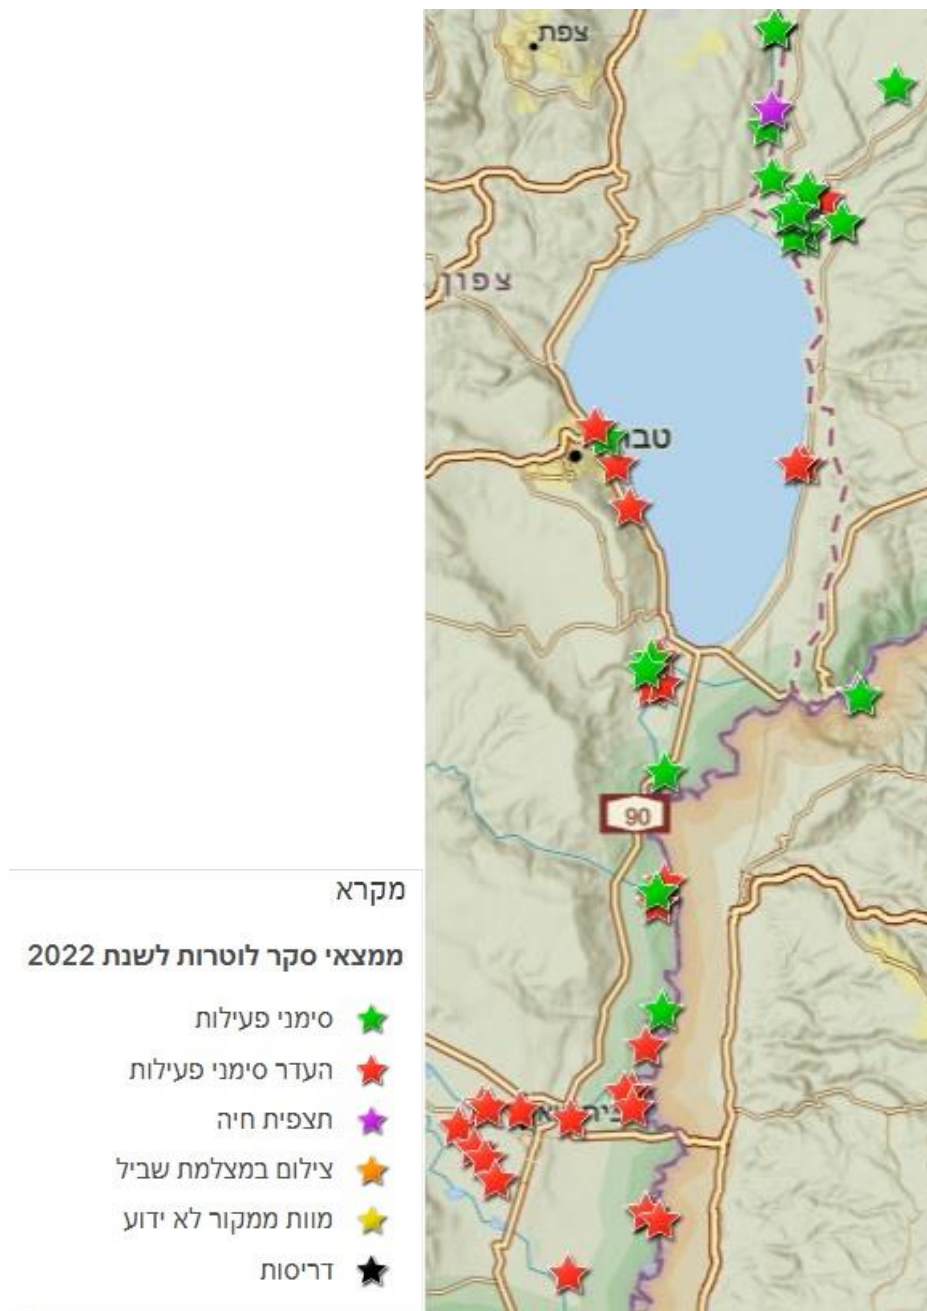 צפת
צפון
90
מקרא
ממצאי סקר לוטרות לשנת 2022
סימני פעילות
העדר סימני פעילות
תצפית חיה
צילום במצלמת שביל
מוות ממקור לא ידוע
דריסות